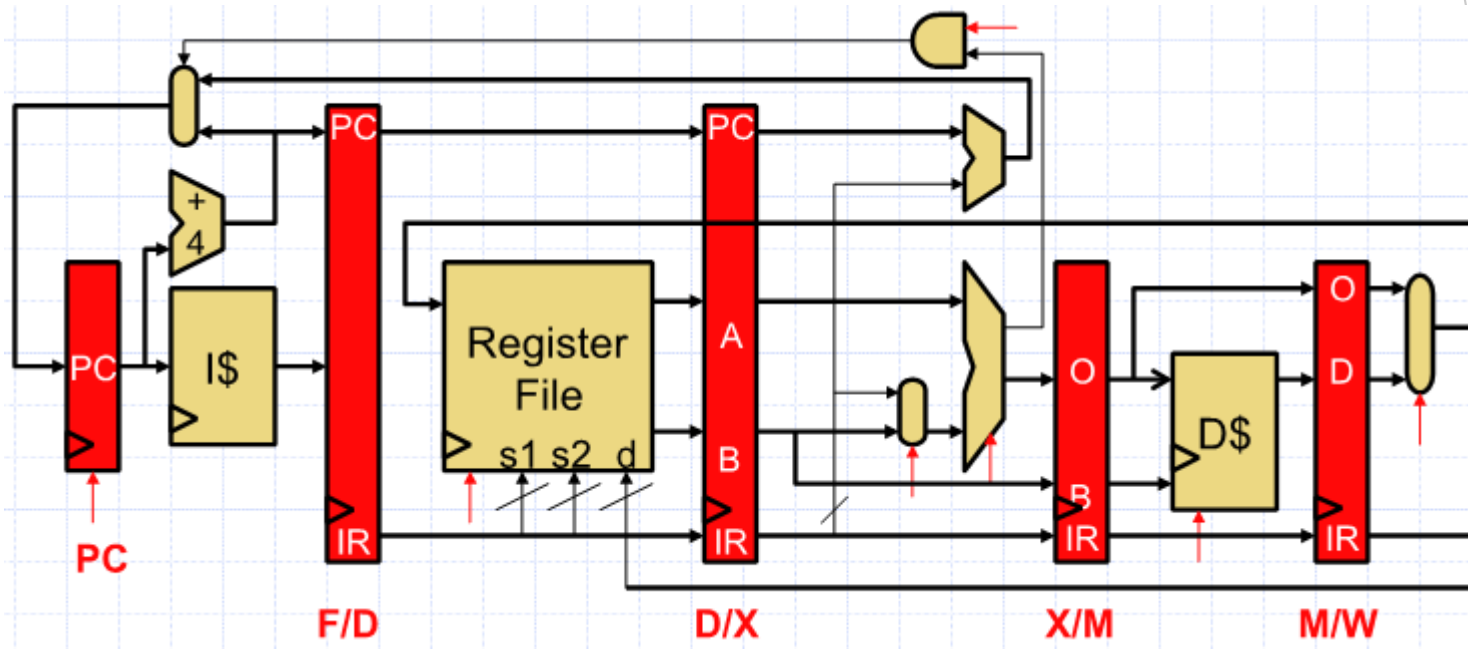 PC
PC
+
4
O
Register
File
A
PC
I$
O
D
D$
B
s1 s2 d
B
IR
IR
IR
IR
PC
F/D
D/X
X/M
M/W